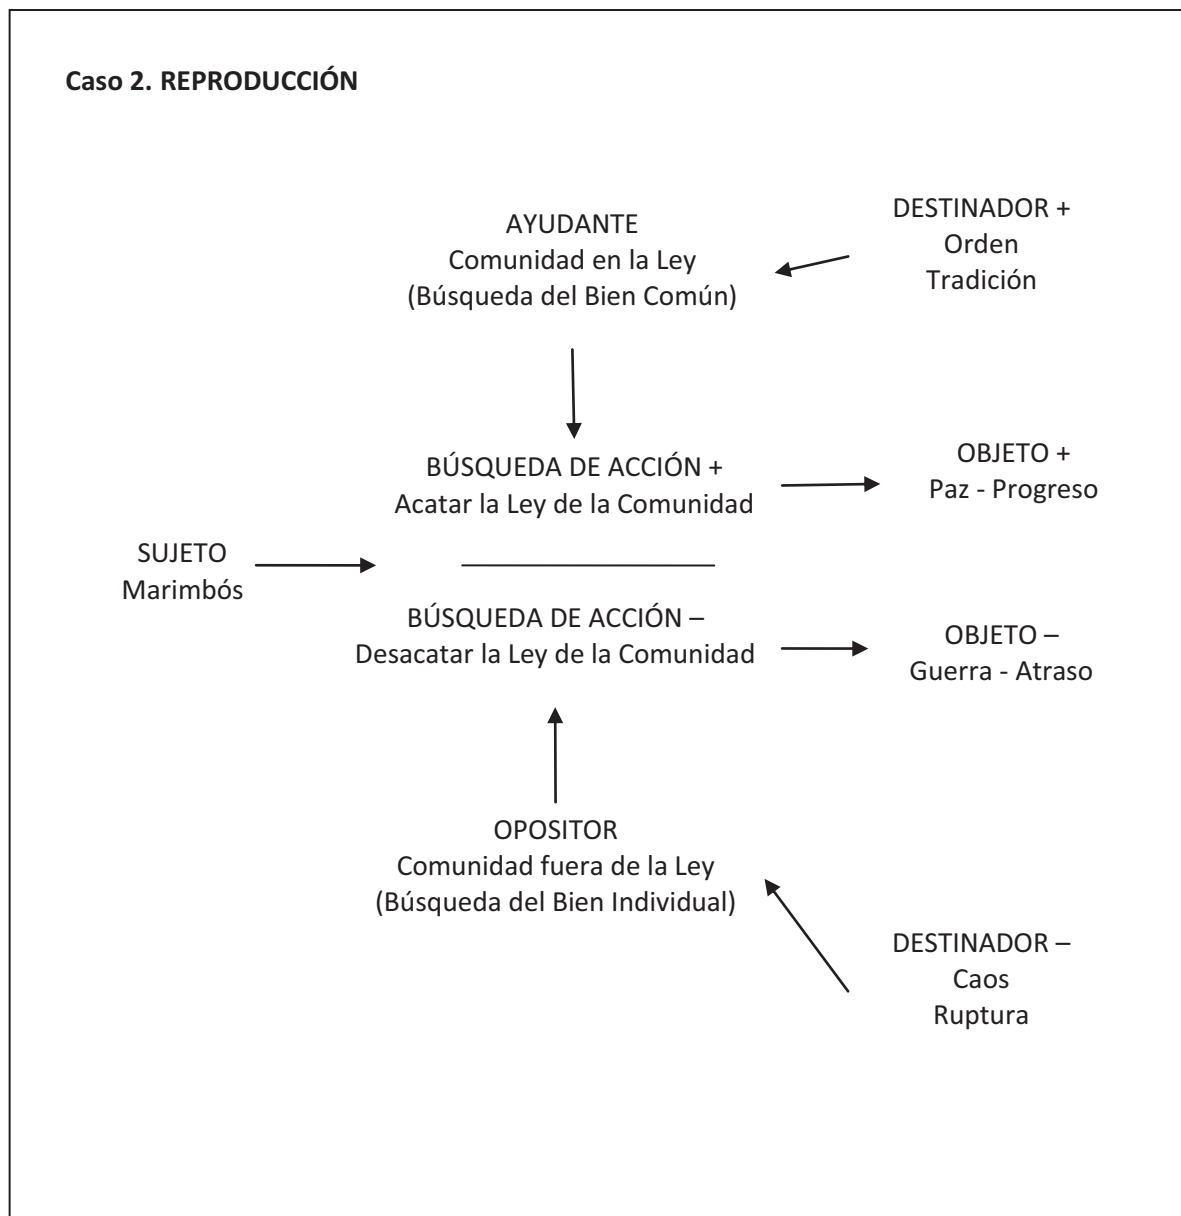 Caso 2. REPRODUCCIÓN
AYUDANTE
Comunidad en la Ley
(Búsqueda del Bien Común)
DESTINADOR +
Orden
Tradición
BÚSQUEDA DE ACCIÓN +
Acatar la Ley de la Comunidad
OBJETO +
Paz - Progreso
SUJETO
Marimbós
BÚSQUEDA DE ACCIÓN –
Desacatar la Ley de la Comunidad
OBJETO –
Guerra - Atraso
OPOSITOR
Comunidad fuera de la Ley
(Búsqueda del Bien Individual)
DESTINADOR –
Caos
Ruptura